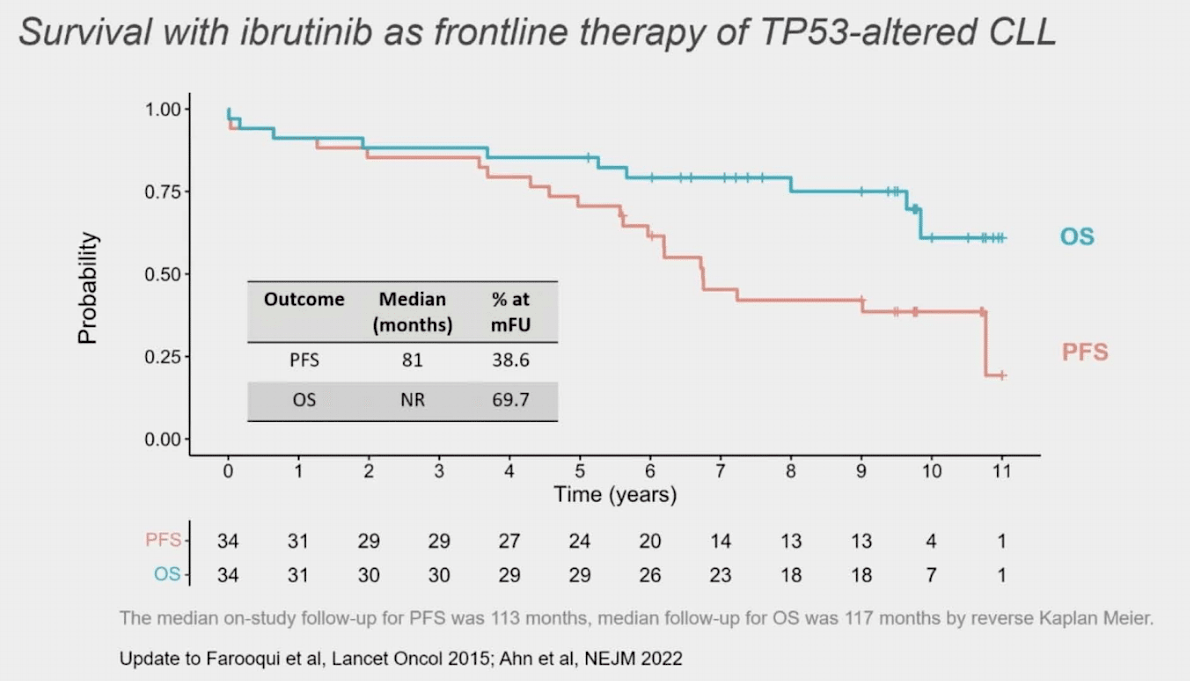 Survival with ibrutinib as frontline therapy of TP53-altered CLL
1.00
0.75
0.50
0.25
0.00
Probability
OS
PFS
Outcome Median (months) % at mFU
PFS 81 38.6
OS NR 69.7
0 1 2 3 4 5 6 7 8 9 10 11
Time (years)
PFS 34 31 29 29 27 24 20 14 13 13 4 1
OS 34 31 30 30 29 29 26 23 18 18 7 1
The median on-study follow-up for PFS was 113 months, median follow-up for OS was 117 months by reverse Kaplan Meier.
Update to Farooqui et al, Lancet Oncol 2015; Ahn et al, NEJM 2022